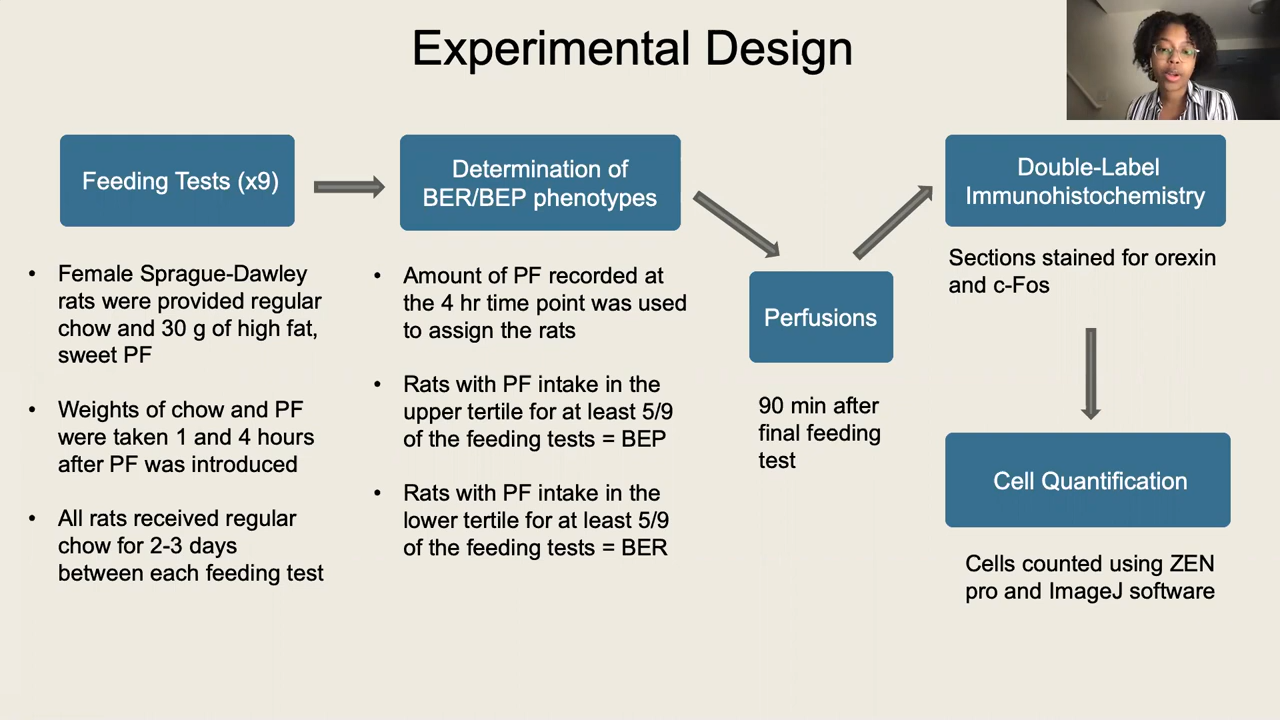 Experimental Design
Feeding Tests (x9)
• Female Sprague-Dawley
rats were provided regular
chow and 30 g of high fat,
sweet PF
• Weights of chow and PF
were taken 1 and 4 hours
after PF was introduced
• All rats received regular
chow for 2-3 days
between each feeding test
Determination of
BER/BEP phenotypes
• Amount of PF recorded at
the 4 hr time point was used
to assign the rats
• Rats with PF intake in the
upper tertile for at least 5/9
of the feeding tests = BEP
• Rats with PF intake in the
lower tertile for at least 5/9
of the feeding tests = BER
Perfusions
90 min after
final feeding
test
Double-Label
Immunohistochemistry
Sections stained for orexin
and c-Fos
Cell Quantification
Cells counted using ZEN
pro and ImageJ software